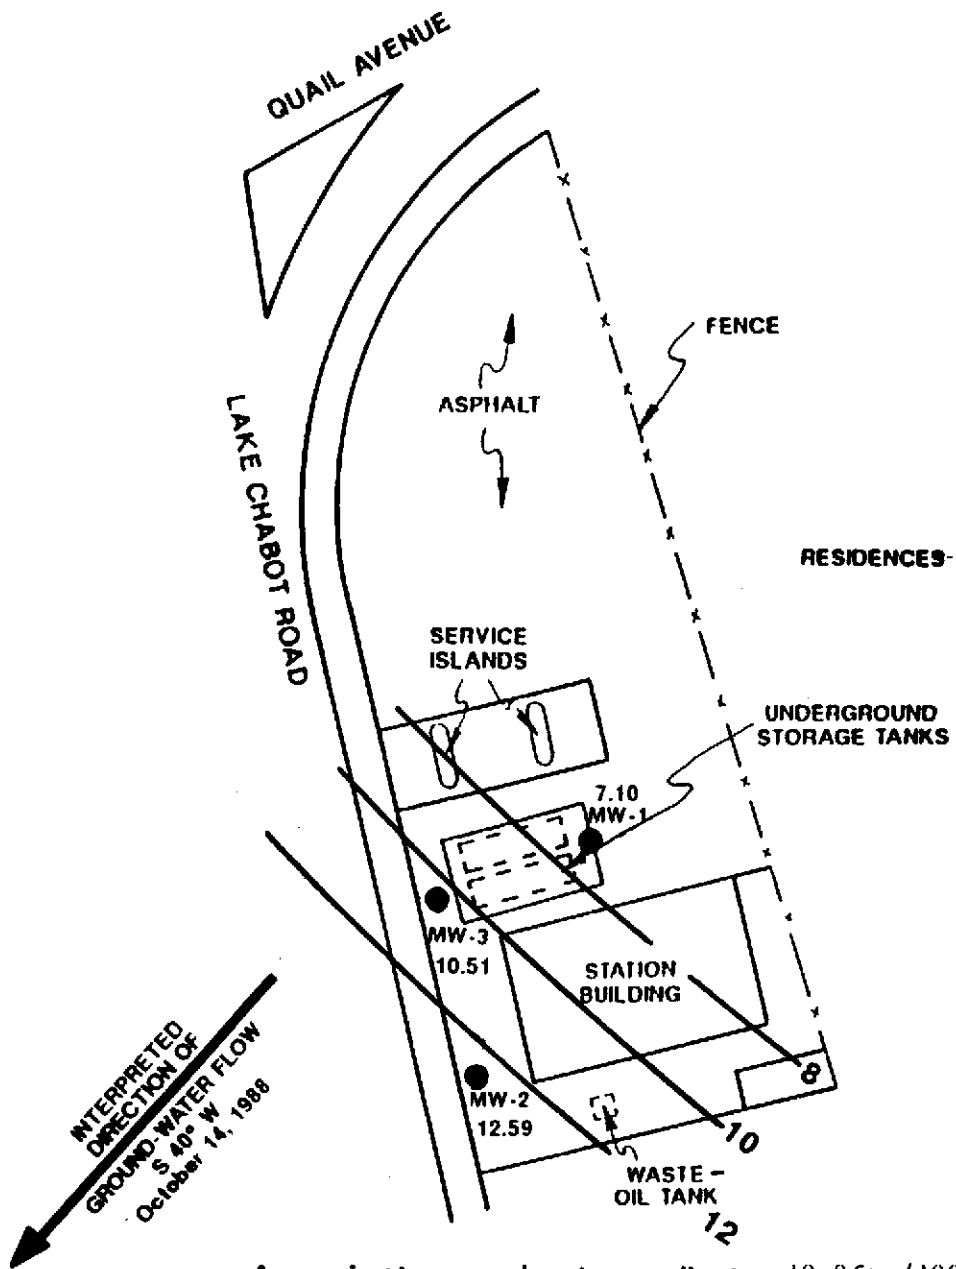 QUAIL AVENUE
FENCE
ASPHALT
LAKE CHABOT ROAD
RESIDENCES-
SERVICE
ISLANDS
UNDERGROUND
STORAGE TANKS
7.10
MW-1
MW-3
10.51
STATION
BUILDING
INTERPRETED
DIRECTION OF
GROUND-WATER FLOW
S 40° W
October 14, 1988
MW-2
12.59
8
10
WASTE -
OIL TANK
12